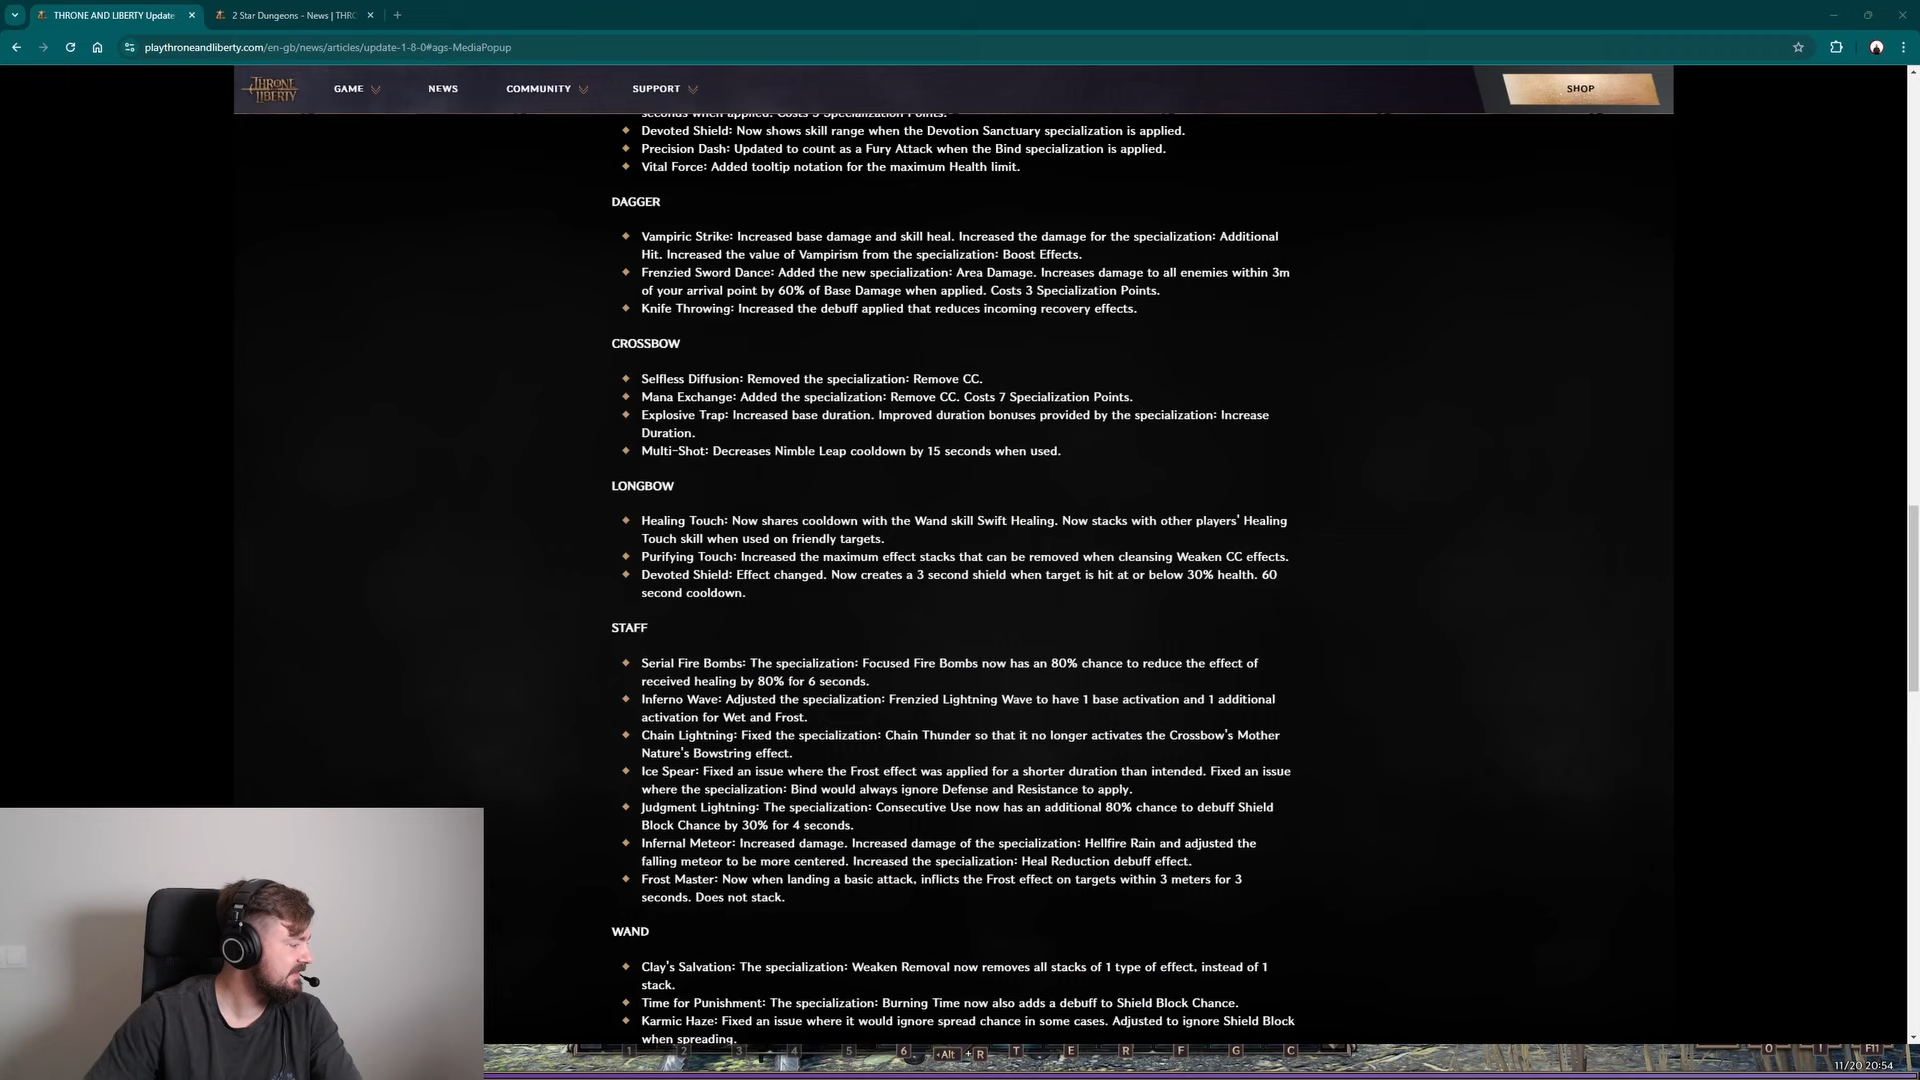 THRONE AND LIBERTY Update
2 Star Dungeons - News | THRO
playthroneandliberty.com/en-gb/news/articles/update-1-8-0#ags-MediaPopup
THRONE
LIBERTY
GAME
NEWS
COMMUNITY
SUPPORT
SHOP
seconds when applied. Costs 3 Specialization Points.
Devoted Shield: Now shows skill range when the Devotion Sanctuary specialization is applied.
Precision Dash: Updated to count as a Fury Attack when the Bind specialization is applied.
Vital Force: Added tooltip notation for the maximum Health limit.
DAGGER
Vampiric Strike: Increased base damage and skill heal. Increased the damage for the specialization: Additional
Hit. Increased the value of Vampirism from the specialization: Boost Effects.
Frenzied Sword Dance: Added the new specialization: Area Damage. Increases damage to all enemies within 3m
of your arrival point by 60% of Base Damage when applied. Costs 3 Specialization Points.
Knife Throwing: Increased the debuff applied that reduces incoming recovery effects.
CROSSBOW
Selfless Diffusion: Removed the specialization: Remove CC.
Mana Exchange: Added the specialization: Remove CC. Costs 7 Specialization Points.
Explosive Trap: Increased base duration. Improved duration bonuses provided by the specialization: Increase
Duration.
Multi-Shot: Decreases Nimble Leap cooldown by 15 seconds when used.
LONGBOW
Healing Touch: Now shares cooldown with the Wand skill Swift Healing. Now stacks with other players' Healing
Touch skill when used on friendly targets.
Purifying Touch: Increased the maximum effect stacks that can be removed when cleansing Weaken CC effects.
Devoted Shield: Effect changed. Now creates a 3 second shield when target is hit at or below 30% health. 60
second cooldown.
STAFF
Serial Fire Bombs: The specialization: Focused Fire Bombs now has an 80% chance to reduce the effect of
received healing by 80% for 6 seconds.
Inferno Wave: Adjusted the specialization: Frenzied Lightning Wave to have 1 base activation and 1 additional
activation for Wet and Frost.
Chain Lightning: Fixed the specialization: Chain Thunder so that it no longer activates the Crossbow's Mother
Nature's Bowstring effect.
Ice Spear: Fixed an issue where the Frost effect was applied for a shorter duration than intended. Fixed an issue
where the specialization: Bind would always ignore Defense and Resistance to apply.
Judgment Lightning: The specialization: Consecutive Use now has an additional 80% chance to debuff Shield
Block Chance by 30% for 4 seconds.
Infernal Meteor: Increased damage. Increased damage of the specialization: Hellfire Rain and adjusted the
falling meteor to be more centered. Increased the specialization: Heal Reduction debuff effect.
Frost Master: Now when landing a basic attack, inflicts the Frost effect on targets within 3 meters for 3
seconds. Does not stack.
WAND
Clay's Salvation: The specialization: Weaken Removal now removes all stacks of 1 type of effect, instead of 1
stack.
Time for Punishment: The specialization: Burning Time now also adds a debuff to Shield Block Chance.
Karmic Haze: Fixed an issue where it would ignore spread chance in some cases. Adjusted to ignore Shield Block
when spreading.
1 2 3 4 5 6 Alt + R T E R F G C O 1 F11
11/20 20:54